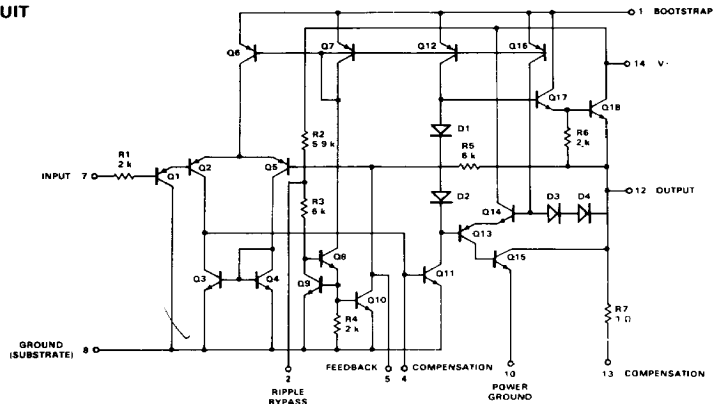 UIT
1 BOOTSTRAP
Q6
Q7
Q12
Q16
14 V-
Q17
Q18
D1
R2
5 9 k
R5
6 k
R6
2 k
R1
2 k
INPUT 7
Q1
Q2
Q5
12 OUTPUT
D2
R3
6 k
Q14
D3
D4
Q13
Q8
Q15
Q3
Q4
Q9
Q11
Q10
R4
2 k
R7
1 Ω
GROUND
(SUBSTRATE) 8
2
RIPPLE
BYPASS
FEEDBACK
5
4
COMPENSATION
10
POWER
GROUND
13 COMPENSATION